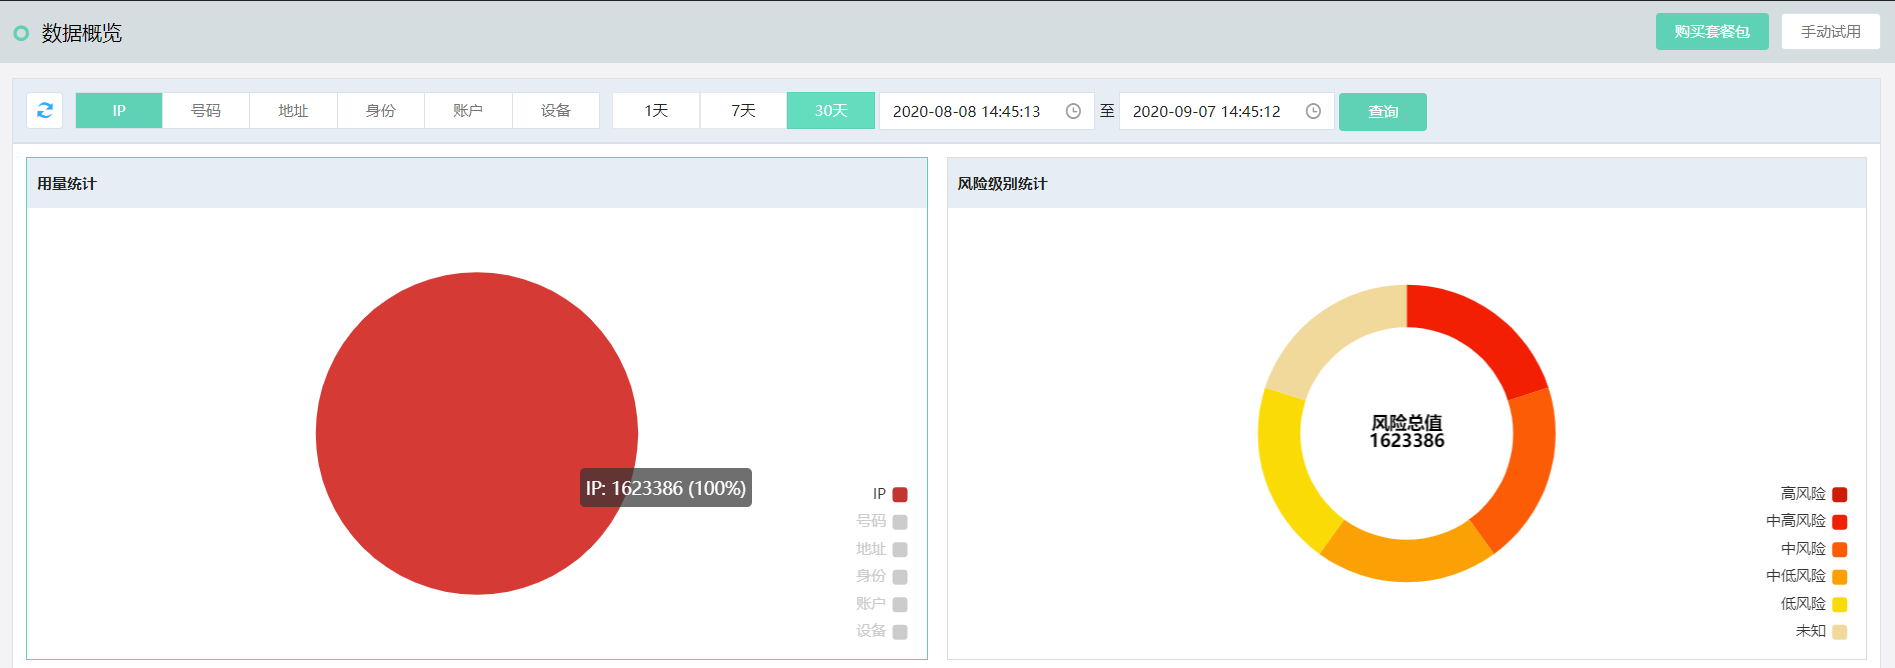 数据概览
购买套餐包
手动试用
IP 号码 地址 身份 账户 设备 1天 7天 30天 2020-08-08 14:45:13 至 2020-09-07 14:45:12 查询
用量统计
IP: 1623386 (100%)
IP
号码
地址
身份
账户
设备
风险级别统计
风险总值
1623386
高风险
中高风险
中风险
中低风险
低风险
未知